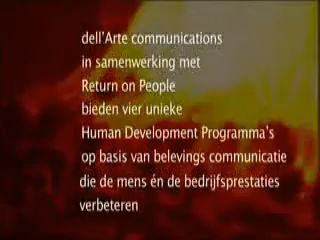 dell'Arte communications
in samenwerking met
Return on People
bieden vier unieke
Human Development Programma's
op basis van belevings communicatie
die de mens én de bedrijfsprestaties
verbeteren